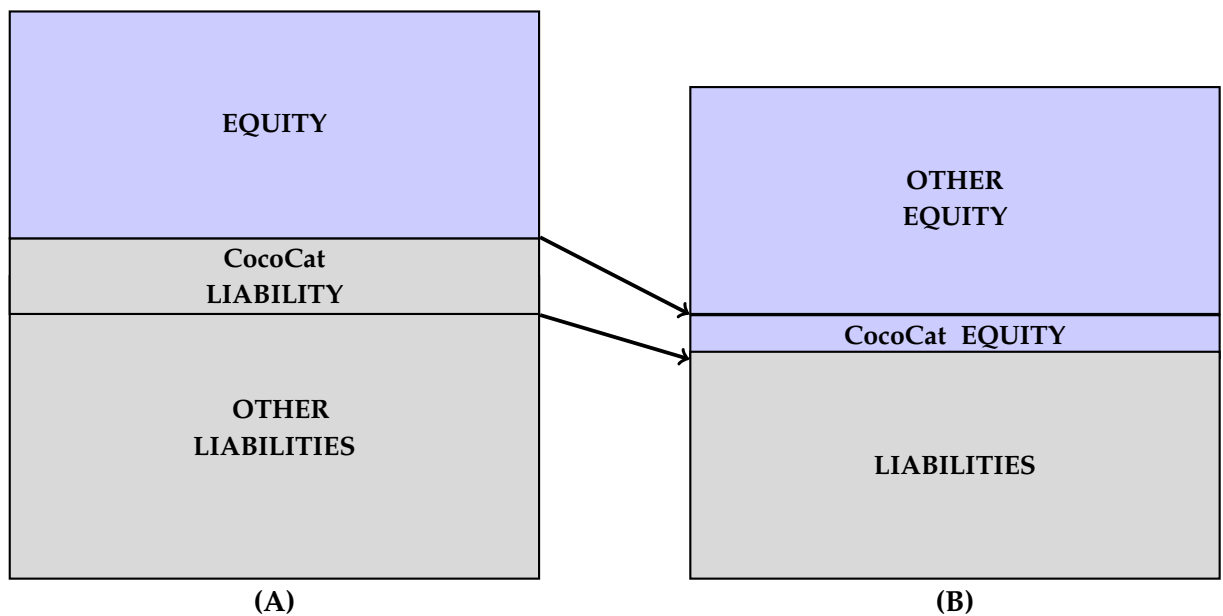 EQUITY
CocoCat
LIABILITY
OTHER
LIABILITIES
(A)
OTHER
EQUITY
CocoCat EQUITY
LIABILITIES
(B)